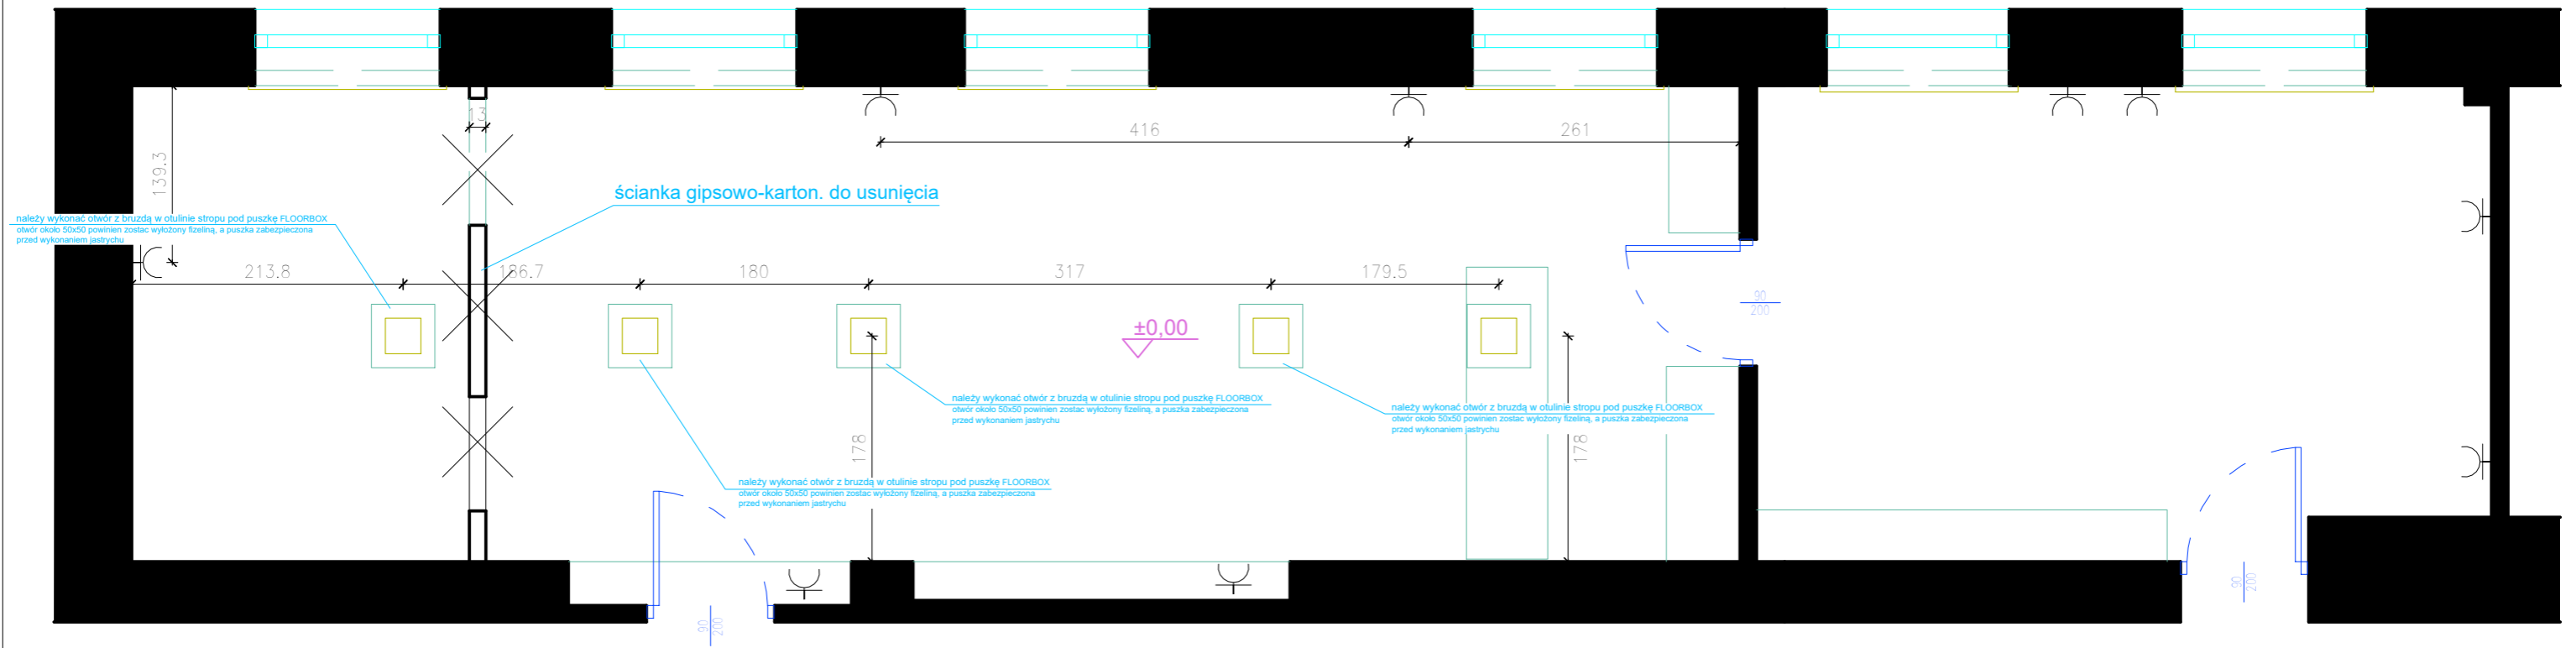 13
416
261
139.3
ścianka gipsowo-karton. do usunięcia
należy wykonać otwór z bruzdą w otulinie stropu pod puszkę FLOORBOX
otwór około 50x50 powinien zostac wyłożony fizeliną, a puszka zabezpieczona
przed wykonaniem jastrychu
213.8
186.7
180
317
179.5
90
200
±0,00
należy wykonać otwór z bruzdą w otulinie stropu pod puszkę FLOORBOX
otwór około 50x50 powinien zostac wyłożony fizeliną, a puszka zabezpieczona
przed wykonaniem jastrychu
należy wykonać otwór z bruzdą w otulinie stropu pod puszkę FLOORBOX
otwór około 50x50 powinien zostac wyłożony fizeliną, a puszka zabezpieczona
przed wykonaniem jastrychu
178
178
należy wykonać otwór z bruzdą w otulinie stropu pod puszkę FLOORBOX
otwór około 50x50 powinien zostac wyłożony fizeliną, a puszka zabezpieczona
przed wykonaniem jastrychu
90
200
90
200